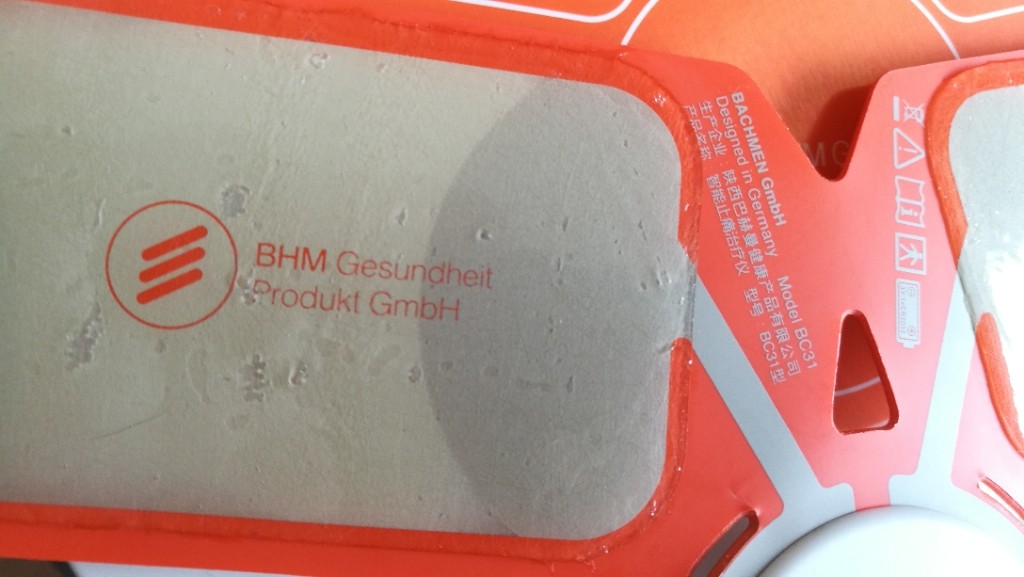 BHM Gesundheit
Produkt GmbH
BACHMEN GmbH
Designed in Germany Model BC31
生产企业：陕西巴赫曼健康产品有限公司
产品名称 智能止痛治疗仪 型号：BC31型